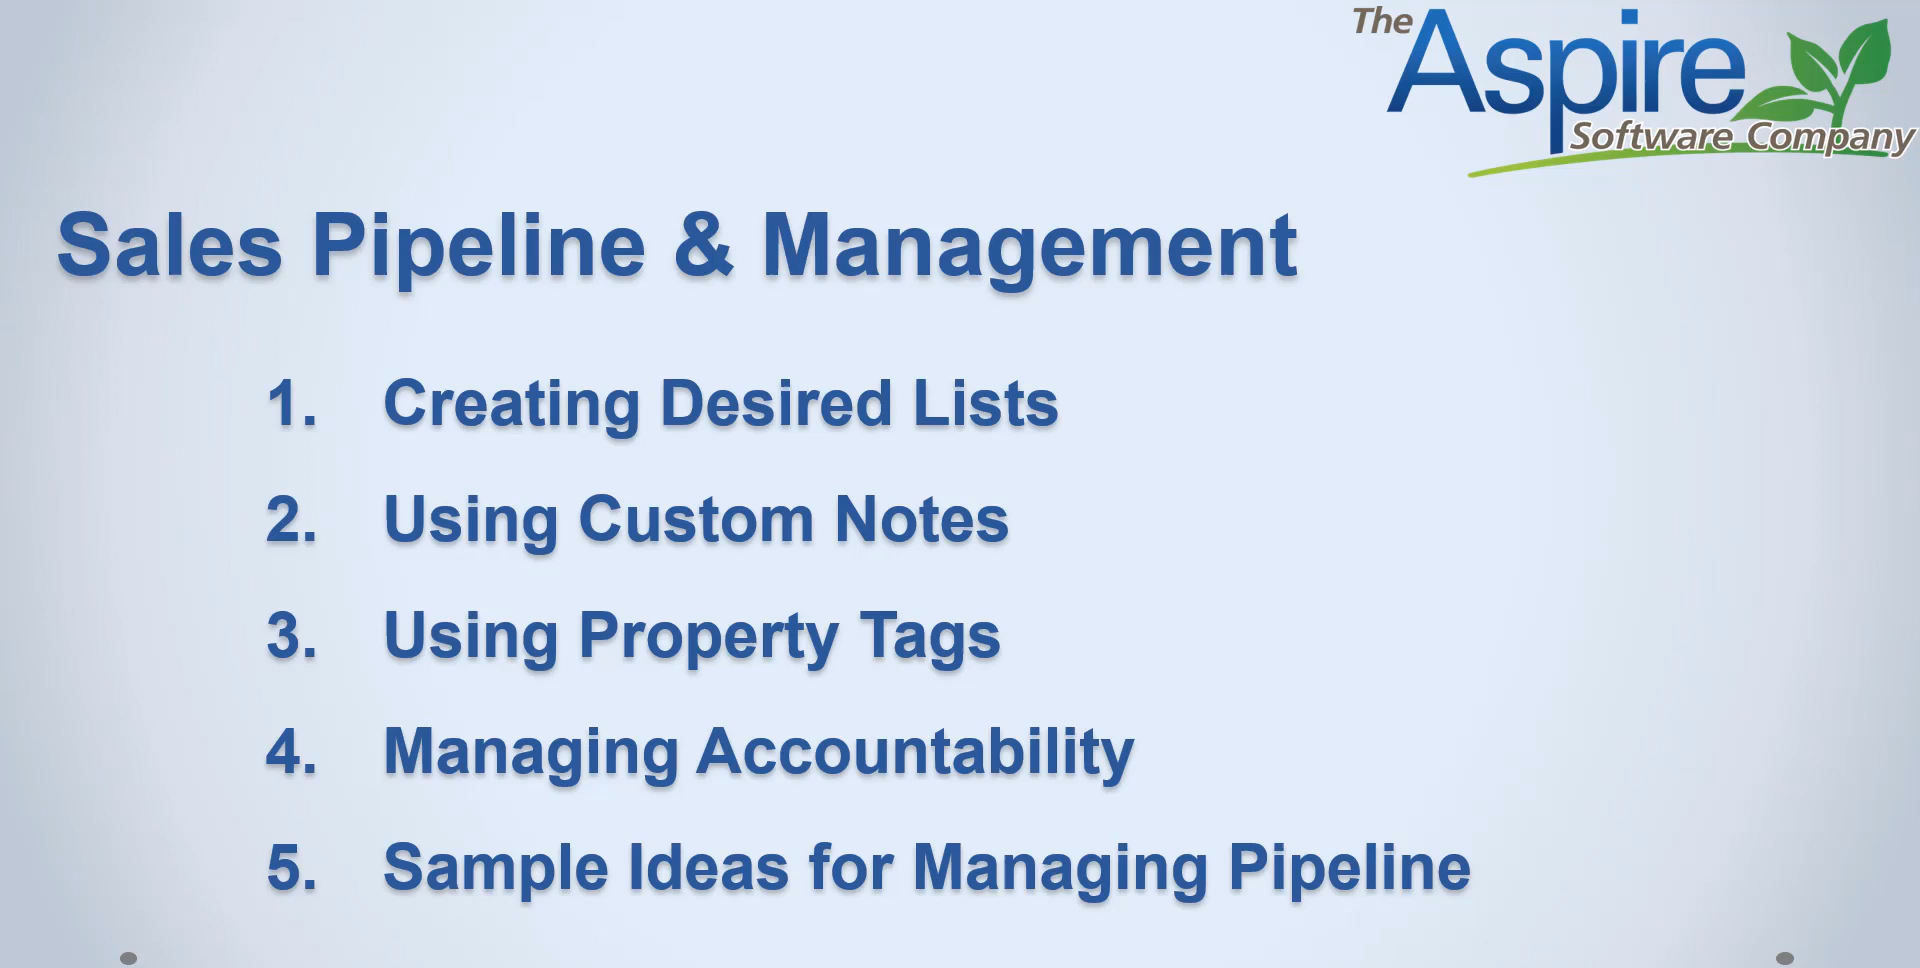 The
Aspire
Software Company
Sales Pipeline & Management
1. Creating Desired Lists
2. Using Custom Notes
3. Using Property Tags
4. Managing Accountability
5. Sample Ideas for Managing Pipeline